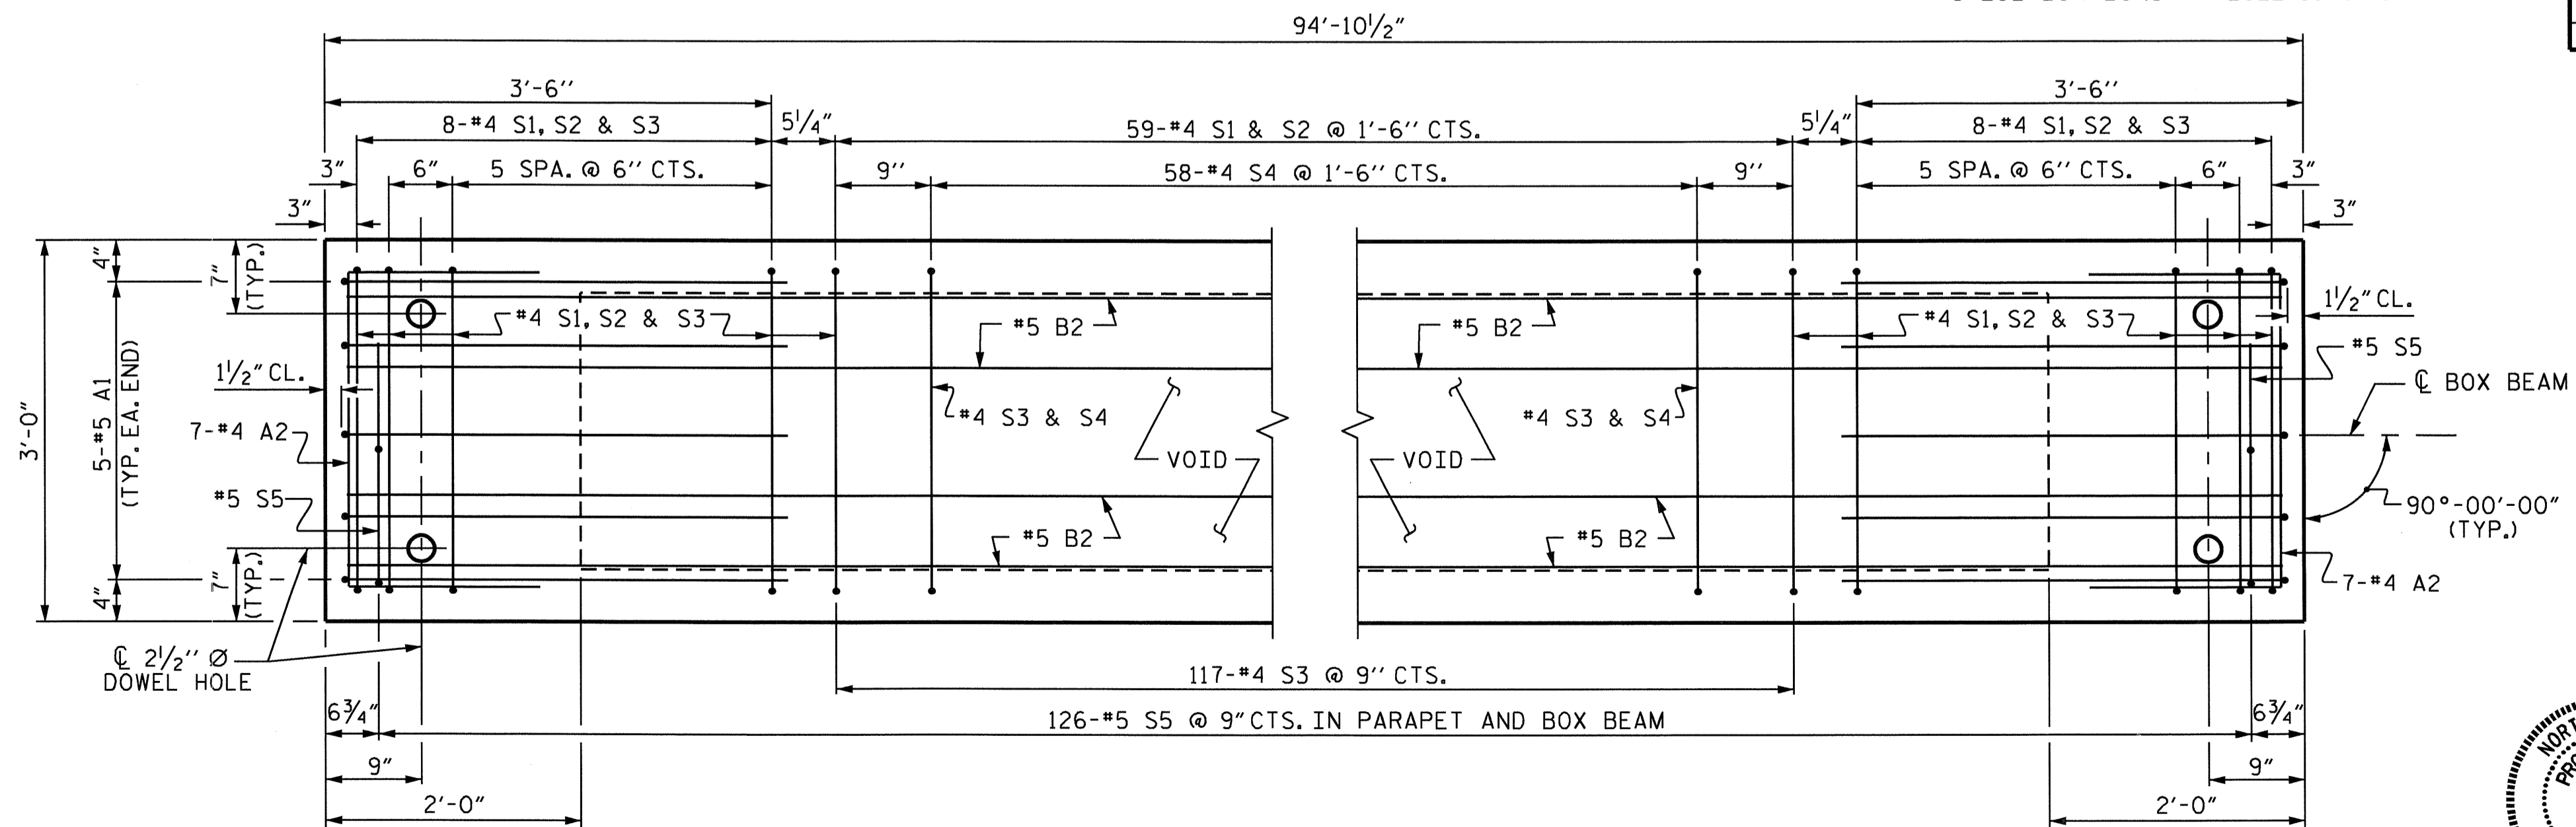 94'-10½"
3'-6"
3'-6"
8-#4 S1, S2 & S3
5¼"
59-#4 S1 & S2 @ 1'-6" CTS.
5¼"
8-#4 S1, S2 & S3
3"
6"
5 SPA. @ 6" CTS.
9"
58-#4 S4 @ 1'-6" CTS.
9"
5 SPA. @ 6" CTS.
6"
3"
3"
3"
4"
7"
(TYP.)
#4 S1, S2 & S3
#5 B2
#5 B2
#4 S1, S2 & S3
1½" CL.
#5 S5
℄ BOX BEAM
1½" CL.
3'-0"
5-#5 A1
(TYP. EA. END)
7-#4 A2
#4 S3 & S4
#4 S3 & S4
VOID
VOID
#5 S5
#5 B2
#5 B2
90°-00'-00"
(TYP.)
7-#4 A2
4"
7"
(TYP.)
℄ 2½" Ø
DOWEL HOLE
117-#4 S3 @ 9" CTS.
6¾"
126-#5 S5 @ 9" CTS. IN PARAPET AND BOX BEAM
6¾"
9"
9"
2'-0"
2'-0"